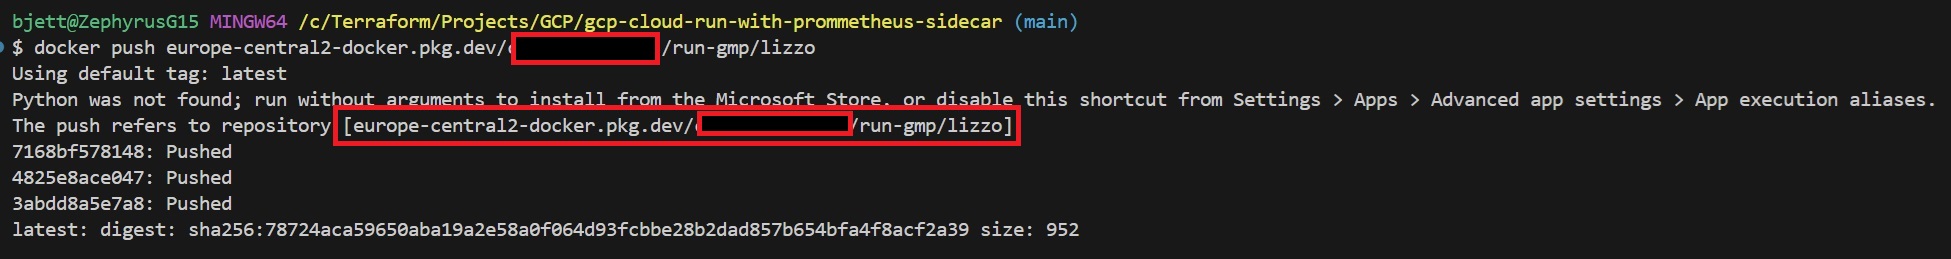 bjett@ZephyrusG15 MINGW64 /c/Terraform/Projects/GCP/gcp-cloud-run-with-prommetheus-sidecar (main)
$ docker push europe-central2-docker.pkg.dev/ /run-gmp/lizzo
Using default tag: latest
Python was not found; run without arguments to install from the Microsoft Store, or disable this shortcut from Settings > Apps > Advanced app settings > App execution aliases.
The push refers to repository [europe-central2-docker.pkg.dev/ /run-gmp/lizzo]
7168bf578148: Pushed
4825e8ace047: Pushed
3abdd8a5e7a8: Pushed
latest: digest: sha256:78724aca59650aba19a2e58a0f064d93fcbbe28b2dad857b654bfa4f8acf2a39 size: 952